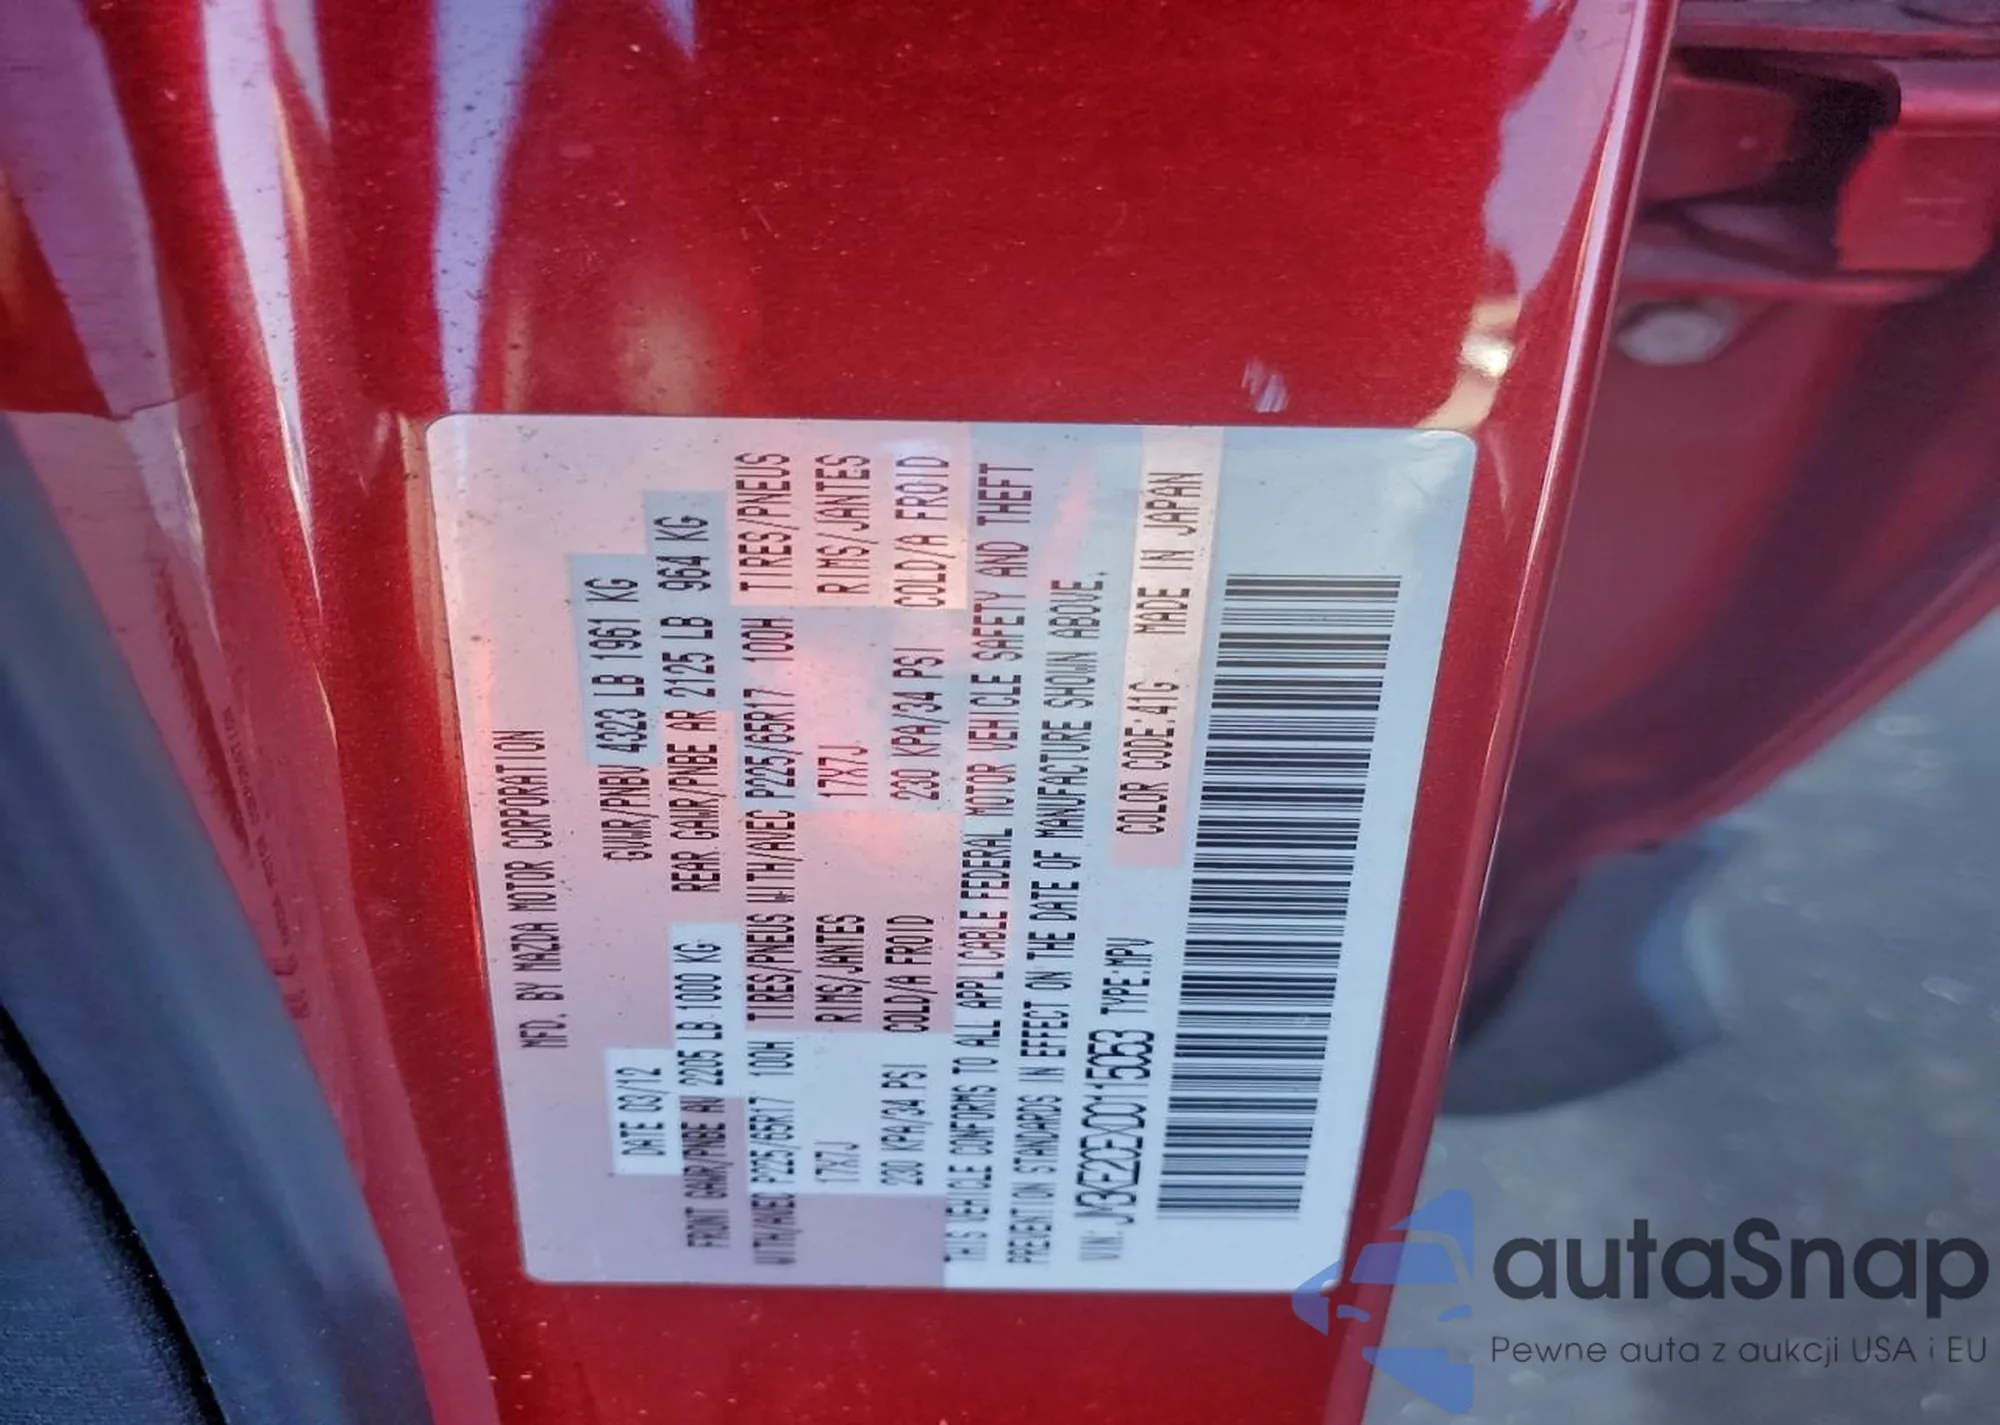 MFD. BY MAZDA MOTOR CORPORATION
DATE 03/12 GVWR/PNBV 4323 LB 1961 KG
FRONT GAWR/PNBE AV 2205 LB 1000 KG REAR GAWR/PNBE AR 2125 LB 964 KG
WITH/AVEC P225/65R17 100H TIRES/PNEUS WITH/AVEC P225/65R17 100H TIRES/PNEUS
17X7J RIMS/JANTES 17X7J RIMS/JANTES
230 KPA/34 PSI COLD/A FROID 230 KPA/34 PSI COLD/A FROID
THIS VEHICLE CONFORMS TO ALL APPLICABLE FEDERAL MOTOR VEHICLE SAFETY AND THEFT
PREVENTION STANDARDS IN EFFECT ON THE DATE OF MANUFACTURE SHOWN ABOVE.
VIN: TYPE:MPV COLOR CODE:41G MADE IN JAPAN
autaSnap
Pewne auta z aukcji USA i EU